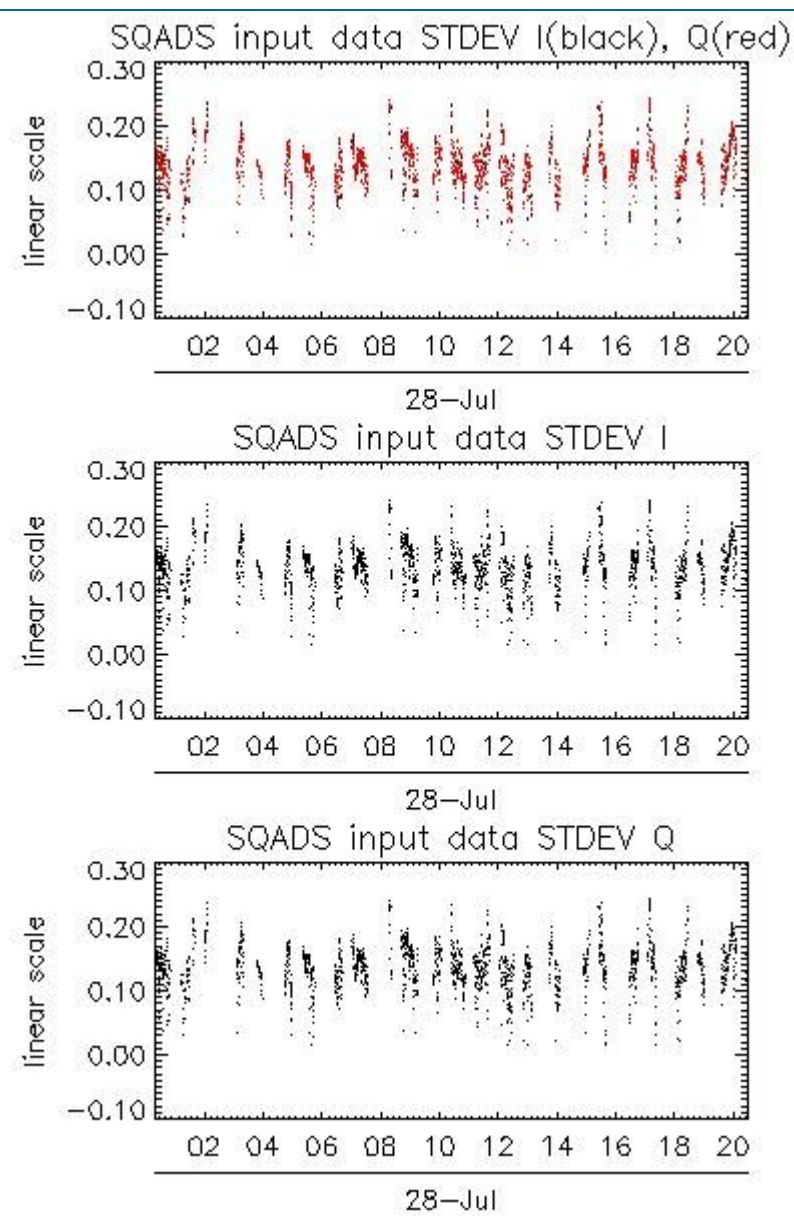 SQADS input data STDEV I(black), Q(red)
0.30
0.20
0.10
0.00
−0.10
linear scale
02 04 06 08 10 12 14 16 18 20
28-Jul
SQADS input data STDEV I
0.30
0.20
0.10
0.00
−0.10
linear scale
02 04 06 08 10 12 14 16 18 20
28-Jul
SQADS input data STDEV Q
0.30
0.20
0.10
0.00
−0.10
linear scale
02 04 06 08 10 12 14 16 18 20
28-Jul